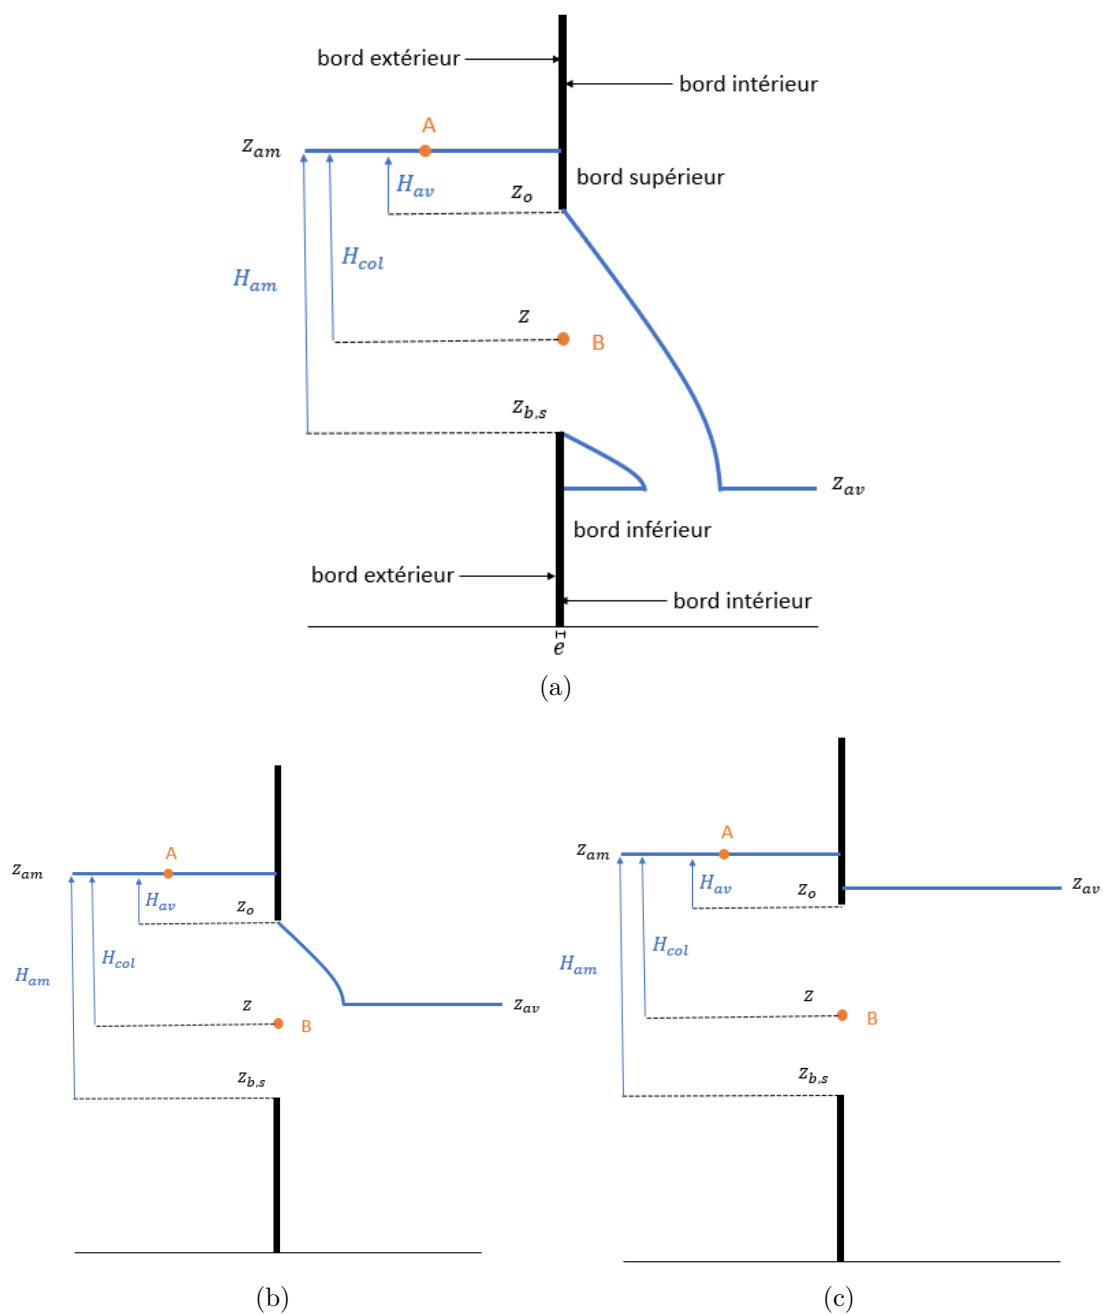 bord extérieur
bord intérieur
A
z_am
bord supérieur
H_av
z_o
H_col
H_am
z
B
z_b,s
z_av
bord inférieur
bord extérieur
bord intérieur
e
(a)
A
z_am
H_av
z_o
H_col
H_am
z
z_av
B
z_b,s
(b)
A
z_am
H_av
z_o
z_av
H_col
H_am
z
B
z_b,s
(c)